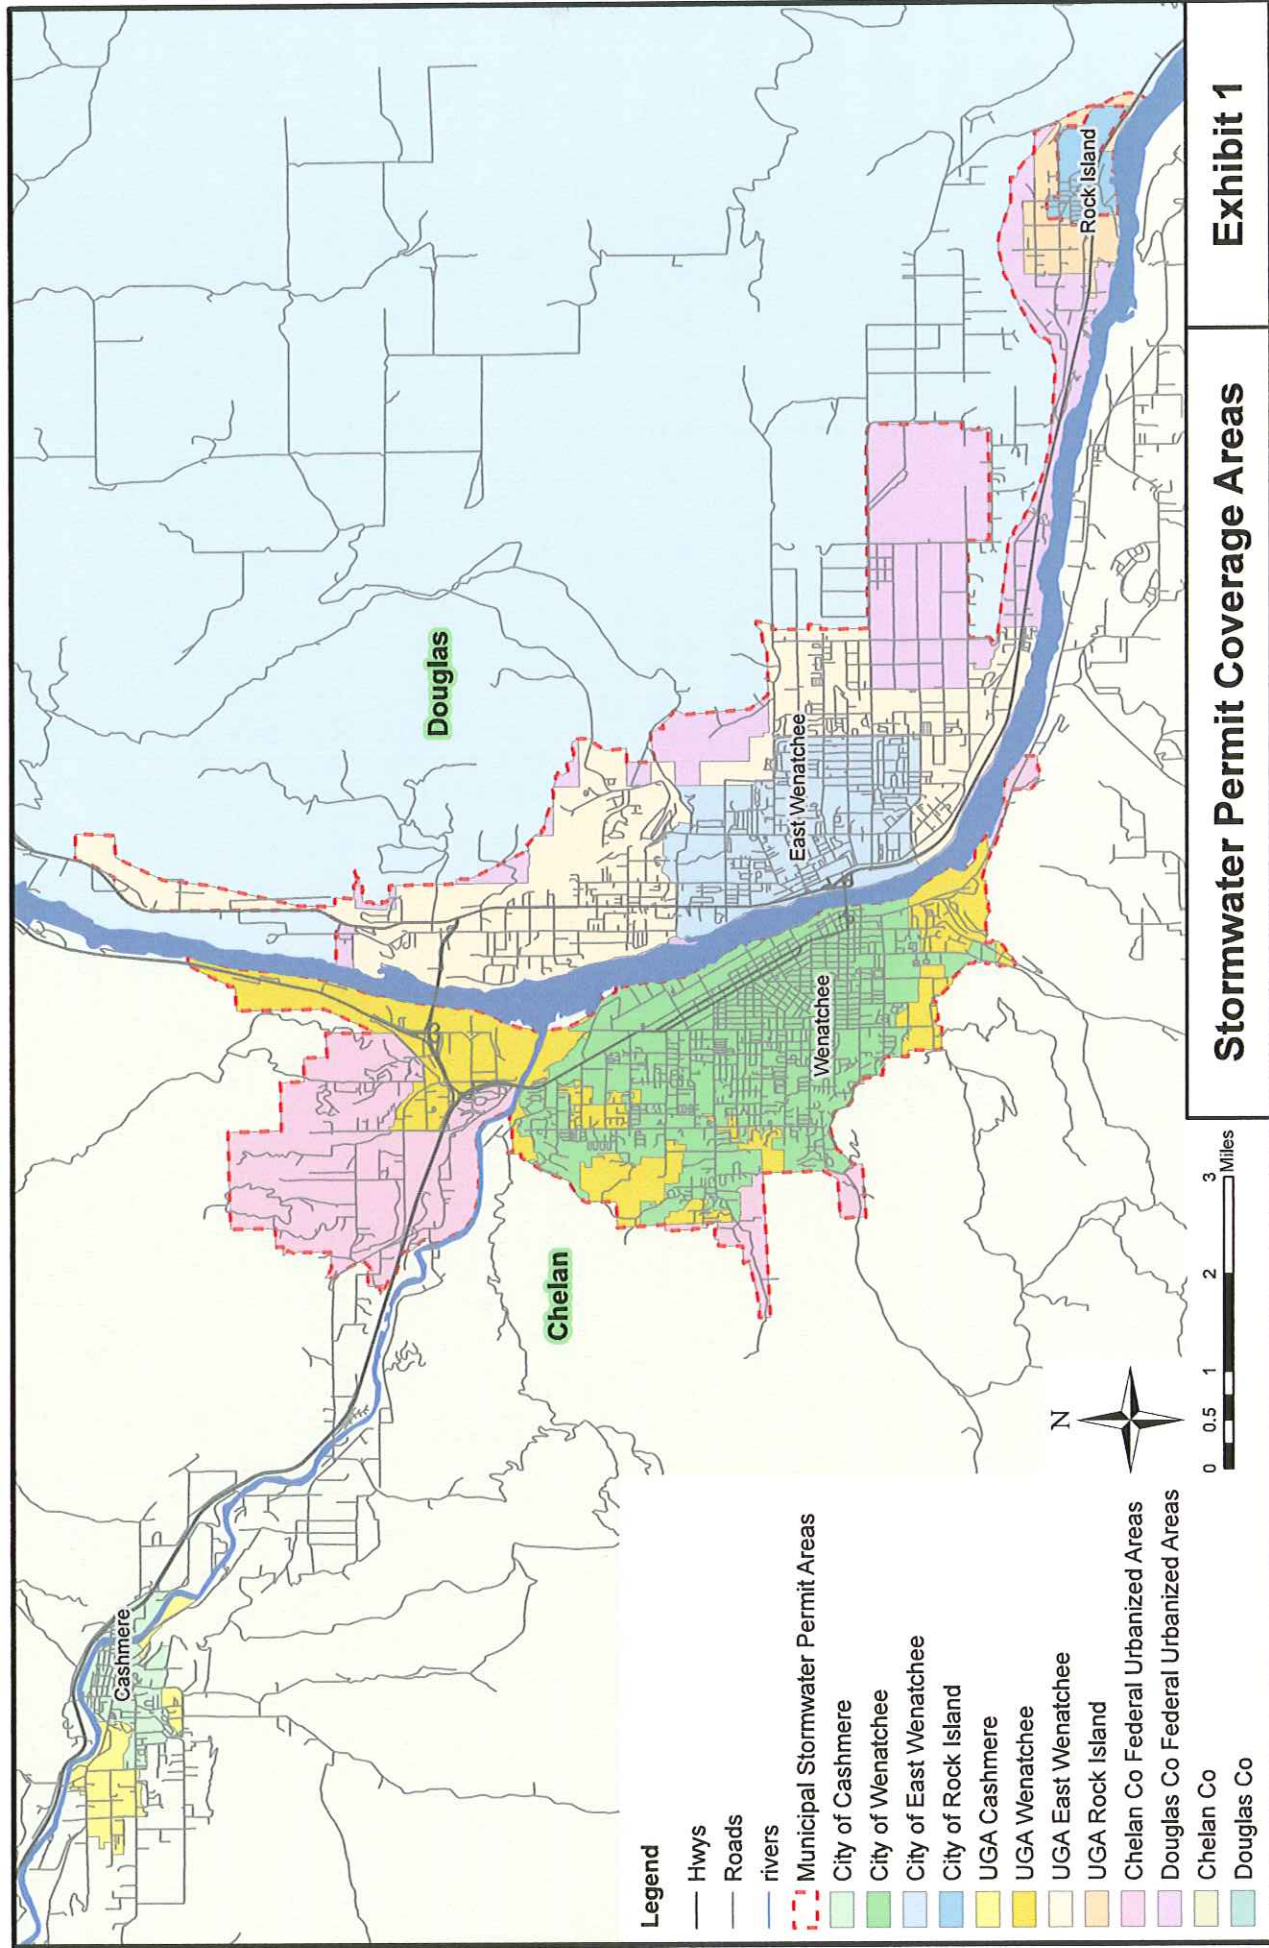 Cashmere
Douglas
Chelan
East Wenatchee
Wenatchee
Rock Island
Legend
Hwys
Roads
rivers
Municipal Stormwater Permit Areas
City of Cashmere
City of Wenatchee
City of East Wenatchee
City of Rock Island
UGA Cashmere
UGA Wenatchee
UGA East Wenatchee
UGA Rock Island
Chelan Co Federal Urbanized Areas
Douglas Co Federal Urbanized Areas
Chelan Co
Douglas Co
N
0 0.5 1 2 3
Miles
Stormwater Permit Coverage Areas
Exhibit 1